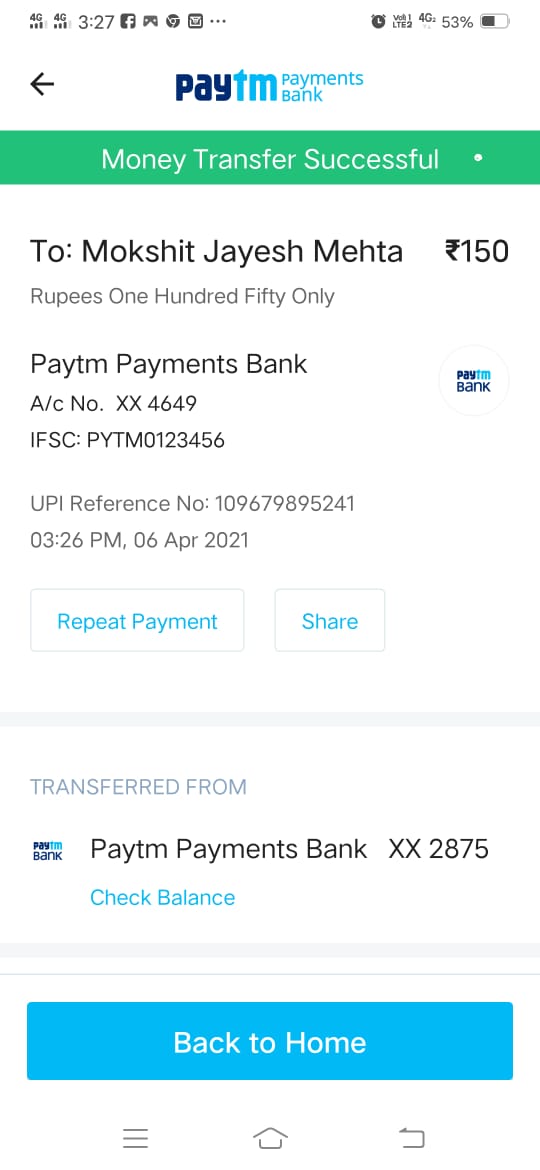 4G 4G 3:27 ... VoLTE2 4G2 53%
paytm Payments Bank
Money Transfer Successful
To: Mokshit Jayesh Mehta ₹150
Rupees One Hundred Fifty Only
Paytm Payments Bank
paytm BANK
A/c No. XX 4649
IFSC: PYTM0123456
UPI Reference No: 109679895241
03:26 PM, 06 Apr 2021
Repeat Payment Share
TRANSFERRED FROM
paytm BANK Paytm Payments Bank XX 2875
Check Balance
Back to Home